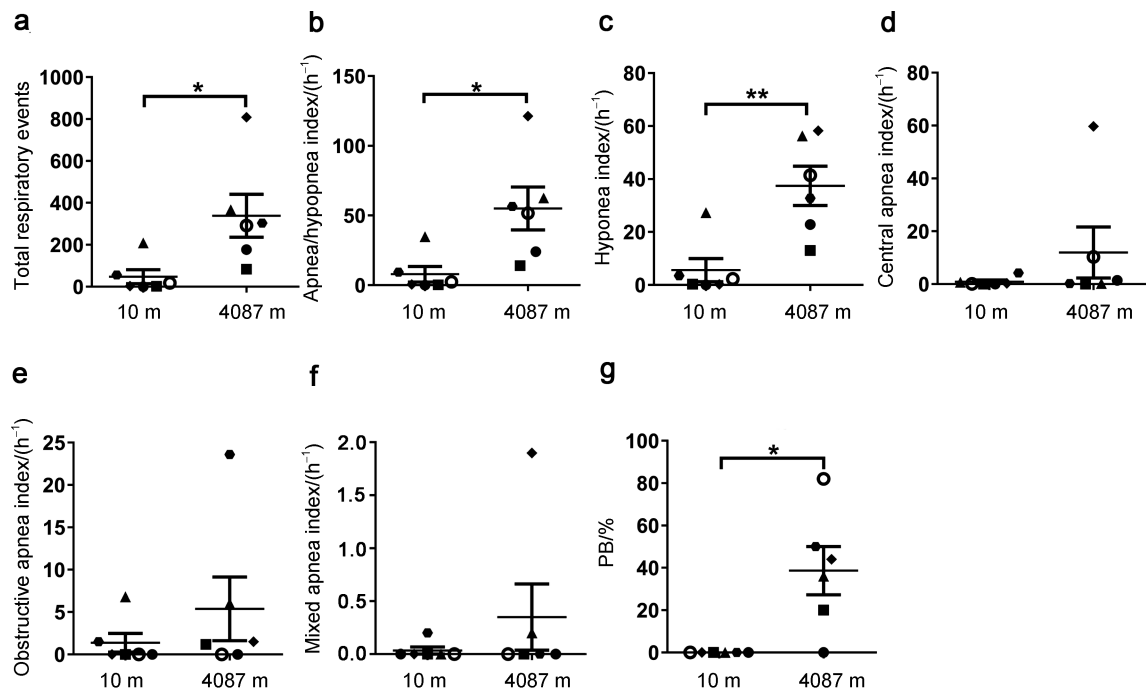 a
Total respiratory events
1000
800
600
400
200
0
*
10 m 4087 m
b
Apnea/hypopnea index/(h⁻¹)
150
100
50
0
*
10 m 4087 m
c
Hyponea index/(h⁻¹)
80
60
40
20
0
**
10 m 4087 m
d
Central apnea index/(h⁻¹)
80
60
40
20
0
10 m 4087 m
e
Obstructive apnea index/(h⁻¹)
25
20
15
10
5
0
10 m 4087 m
f
Mixed apnea index/(h⁻¹)
2.0
1.5
1.0
0.5
0.0
10 m 4087 m
g
PB/%
100
80
60
40
20
0
*
10 m 4087 m